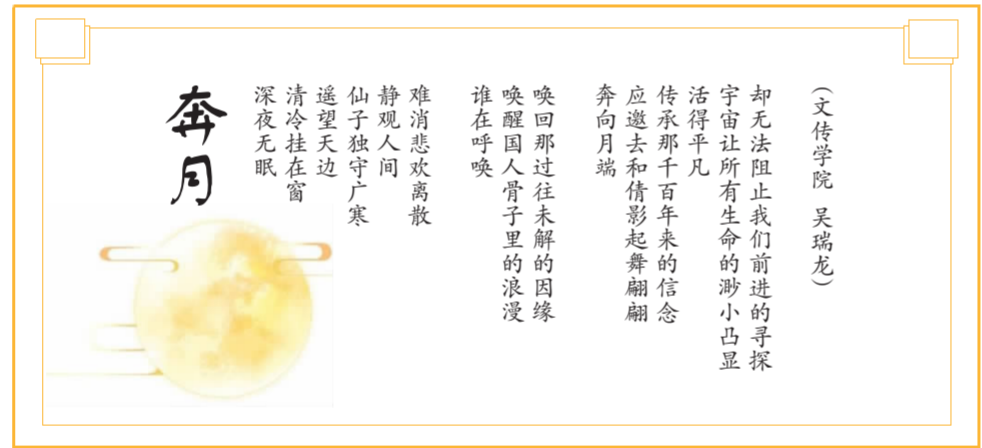 奔月
深夜无眠
清冷挂在窗
遥望天边
仙子独守广寒
静观人间
难消悲欢离散
谁在呼唤
唤醒国人骨子里的浪漫
唤回那过往未解的因缘
奔向月端
应邀去和倩影起舞翩翩
传承那千百年来的信念
活得平凡
宇宙让所有生命的渺小凸显
却无法阻止我们前进的寻探
(文传学院 吴瑞龙)